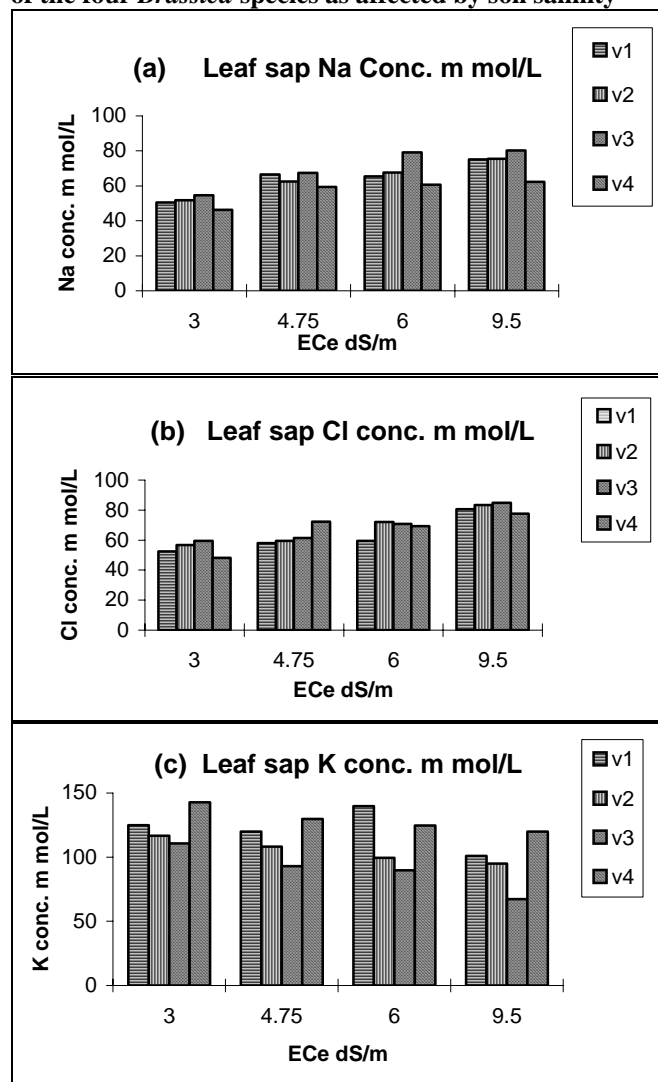 of the four Brassica species as affected by soil salinity
(a) Leaf sap Na Conc. m mol/L
Na conc. m mol/L
100
80
60
40
20
0
3 4.75 6 9.5
ECe dS/m
v1
v2
v3
v4
(b) Leaf sap Cl conc. m mol/L
Cl conc. m mol/L
100
80
60
40
20
0
3 4.75 6 9.5
ECe dS/m
v1
v2
v3
v4
(c) Leaf sap K conc. m mol/L
K conc. m mol/L
150
100
50
0
3 4.75 6 9.5
ECe dS/m
v1
v2
v3
v4